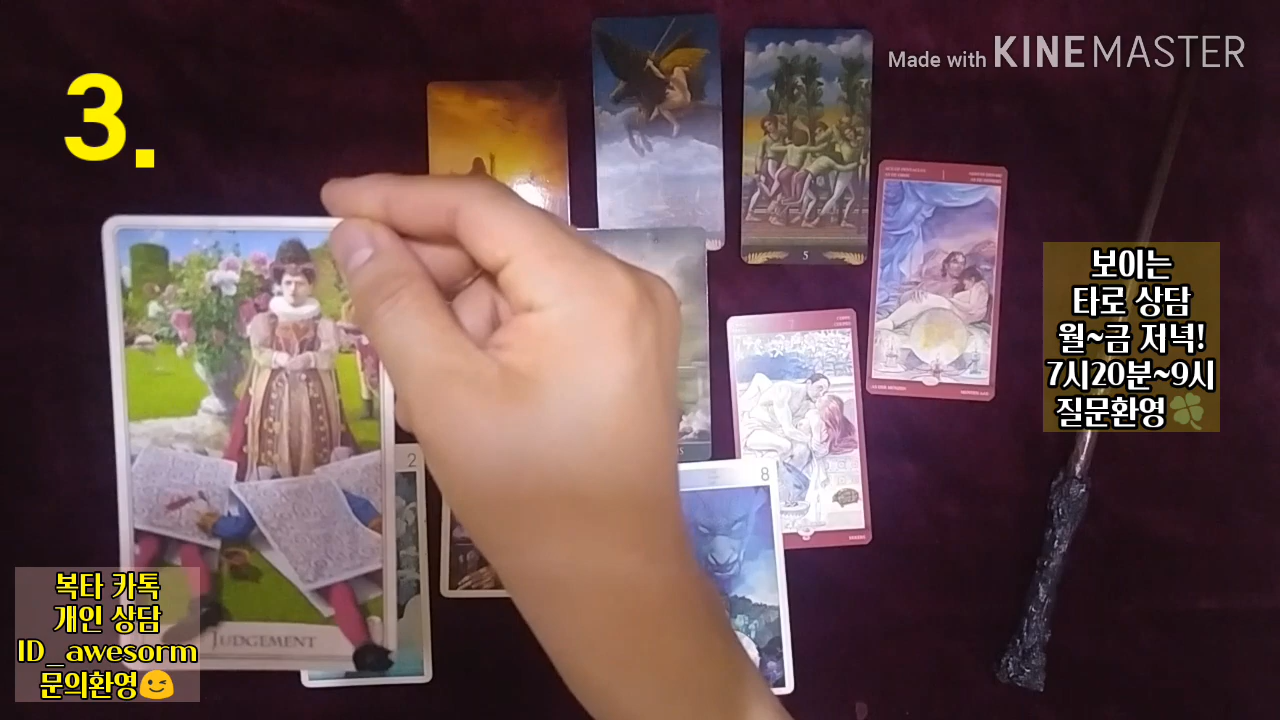 Made with KINEMASTER
3.
5
보이는
타로 상담
월~금 저녁!
7시20분~9시
질문환영🍀
2
8
복타 카톡
개인 상담
ID_awesorm
문의환영😉
JUDGEMENT